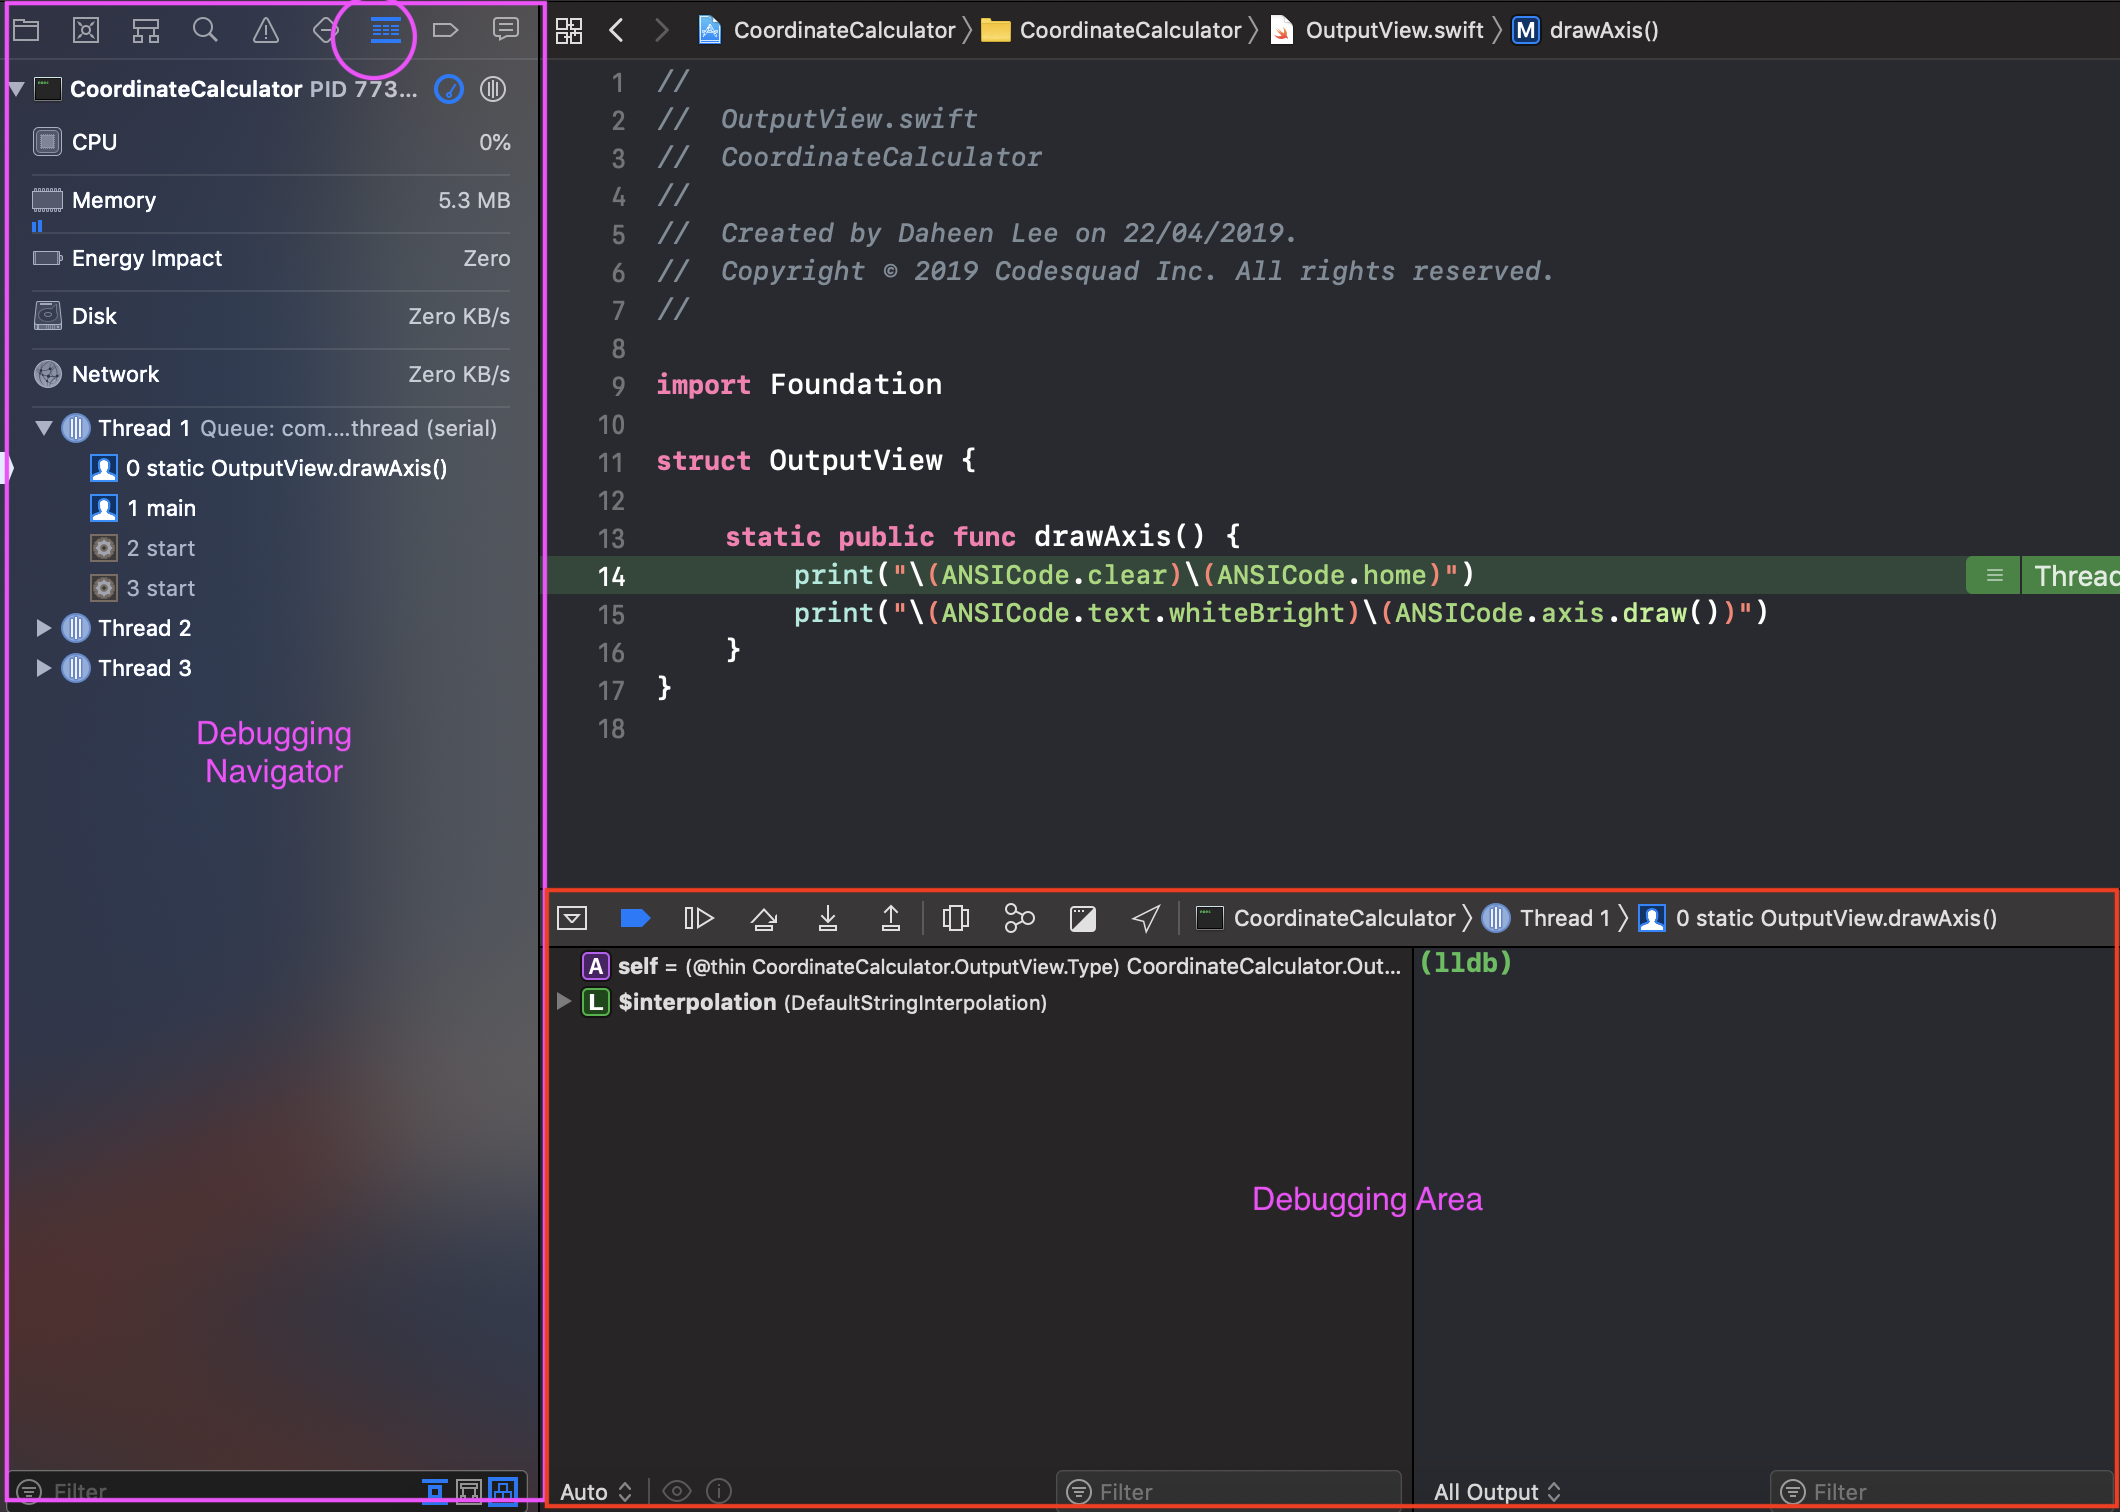 CoordinateCalculator PID 773...
CPU 0%
Memory 5.3 MB
Energy Impact Zero
Disk Zero KB/s
Network Zero KB/s
Thread 1 Queue: com....thread (serial)
0 static OutputView.drawAxis()
1 main
2 start
3 start
Thread 2
Thread 3
Debugging
Navigator
Filter
CoordinateCalculator 〉 CoordinateCalculator 〉 OutputView.swift 〉 M drawAxis()
1 //
2 //  OutputView.swift
3 //  CoordinateCalculator
4 //
5 //  Created by Daheen Lee on 22/04/2019.
6 //  Copyright © 2019 Codesquad Inc. All rights reserved.
7 //
8
9 import Foundation
10
11 struct OutputView {
12
13     static public func drawAxis() {
14         print("\(ANSICode.clear)\(ANSICode.home)")
Thread
15         print("\(ANSICode.text.whiteBright)\(ANSICode.axis.draw())")
16     }
17 }
18
CoordinateCalculator 〉 Thread 1 〉 0 static OutputView.drawAxis()
A self = (@thin CoordinateCalculator.OutputView.Type) CoordinateCalculator.Out...
L $interpolation (DefaultStringInterpolation)
(lldb)
Debugging Area
Auto
Filter
All Output
Filter